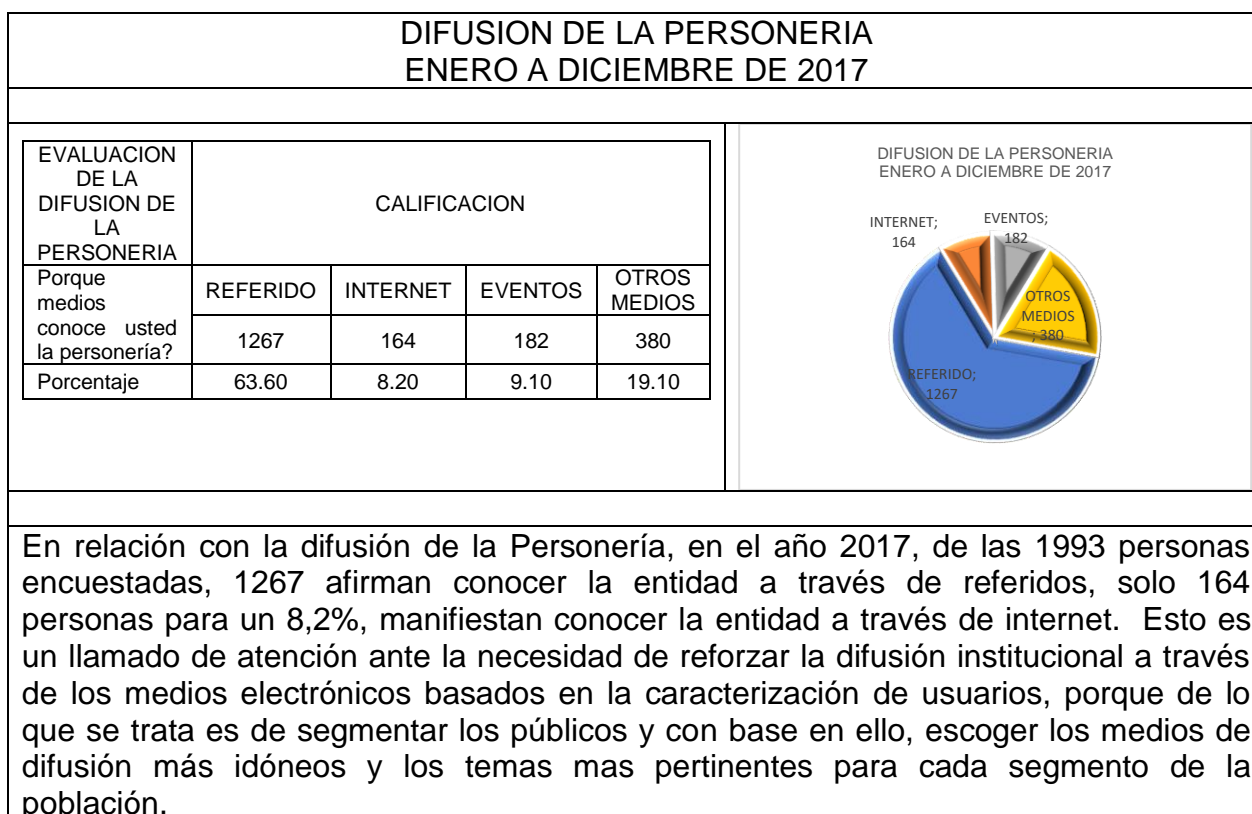 DIFUSION DE LA PERSONERIA
ENERO A DICIEMBRE DE 2017
EVALUACION
DE LA
DIFUSION DE
LA
PERSONERIA
CALIFICACION
Porque
medios
conoce usted
la personería?
REFERIDO INTERNET EVENTOS OTROS
MEDIOS
1267 164 182 380
Porcentaje 63.60 8.20 9.10 19.10
DIFUSION DE LA PERSONERIA
ENERO A DICIEMBRE DE 2017
INTERNET;
164
EVENTOS;
182
OTROS
MEDIOS
; 380
REFERIDO;
1267
En relación con la difusión de la Personería, en el año 2017, de las 1993 personas
encuestadas, 1267 afirman conocer la entidad a través de referidos, solo 164
personas para un 8,2%, manifiestan conocer la entidad a través de internet. Esto es
un llamado de atención ante la necesidad de reforzar la difusión institucional a través
de los medios electrónicos basados en la caracterización de usuarios, porque de lo
que se trata es de segmentar los públicos y con base en ello, escoger los medios de
difusión más idóneos y los temas mas pertinentes para cada segmento de la
población.